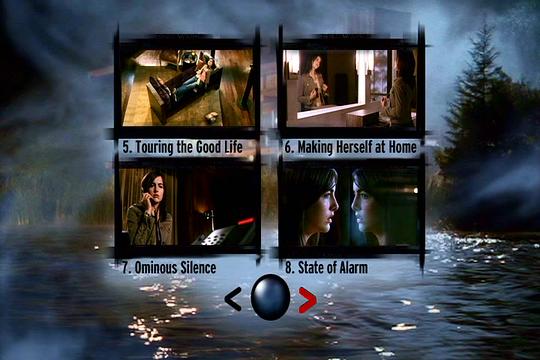 5. Touring the Good Life
6. Making Herself at Home
7. Ominous Silence
8. State of Alarm